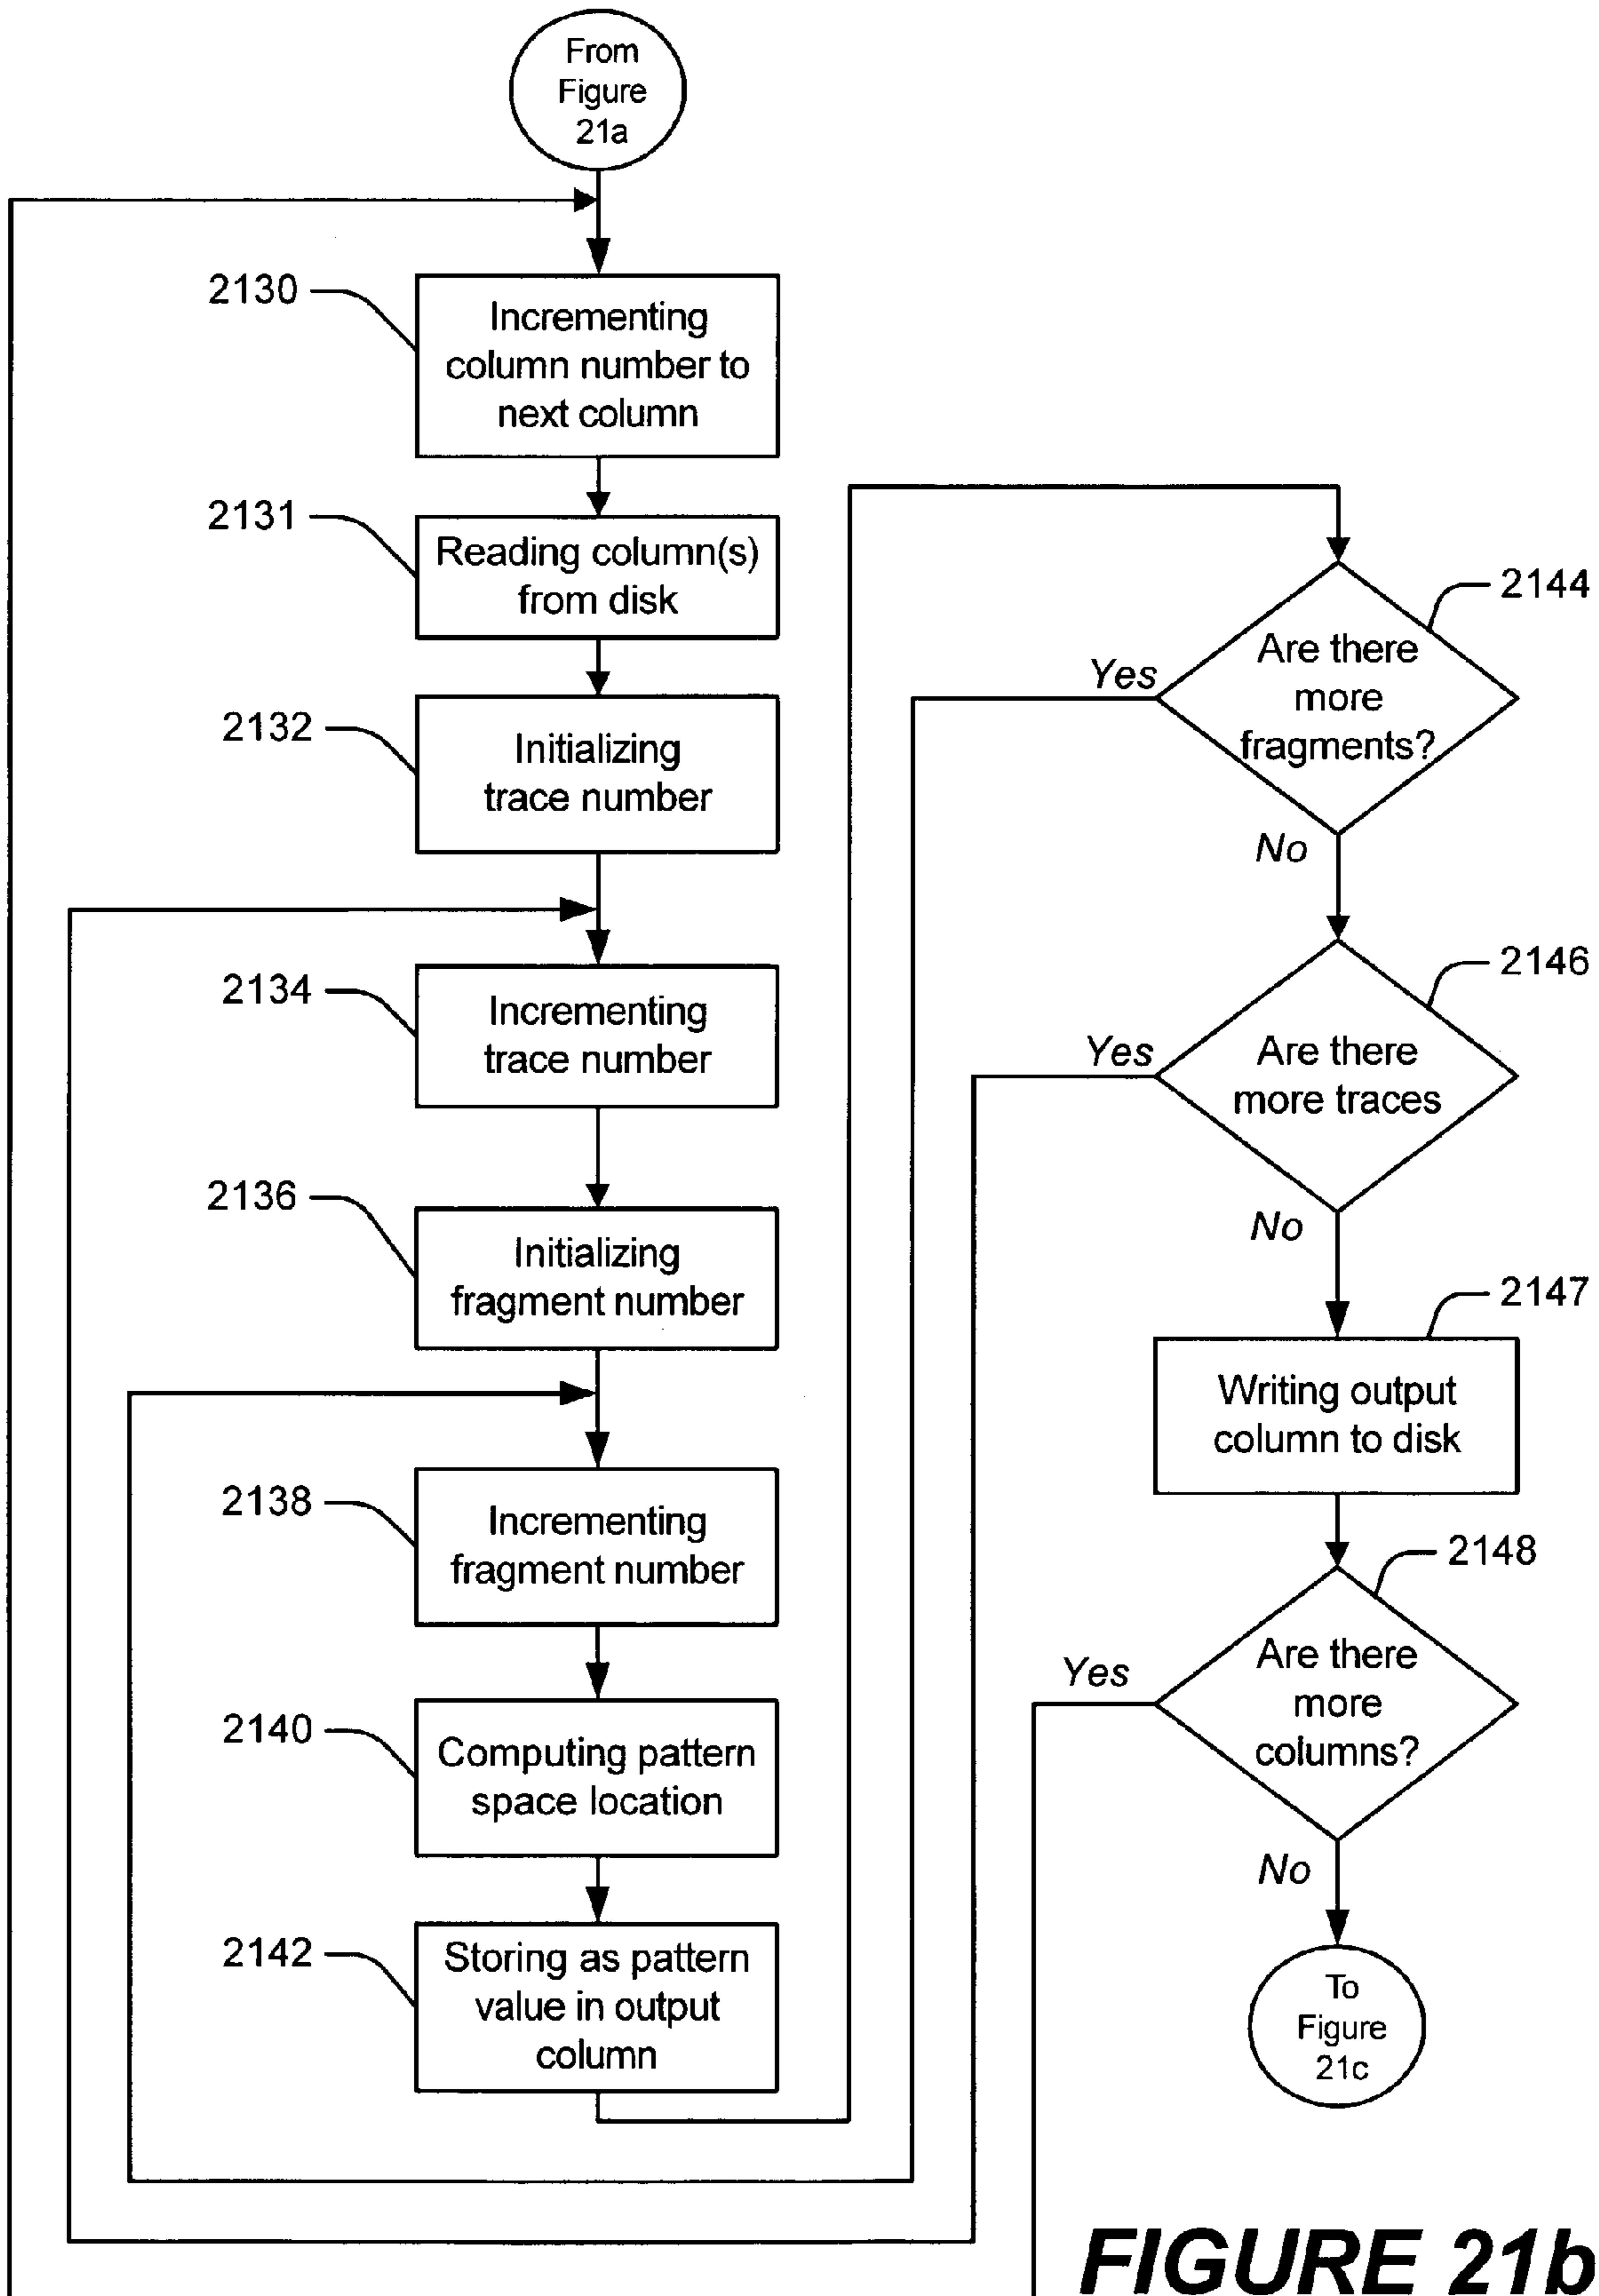 From
Figure
21a
2130
Incrementing
column number to
next column
2131
Reading column(s)
from disk
2132
Initializing
trace number
2134
Incrementing
trace number
2136
Initializing
fragment number
2138
Incrementing
fragment number
2140
Computing pattern
space location
2142
Storing as pattern
value in output
column
2144
Are there
more
fragments?
Yes
No
2146
Are there
more traces
Yes
No
2147
Writing output
column to disk
2148
Are there
more
columns?
Yes
No
To
Figure
21c
FIGURE 21b